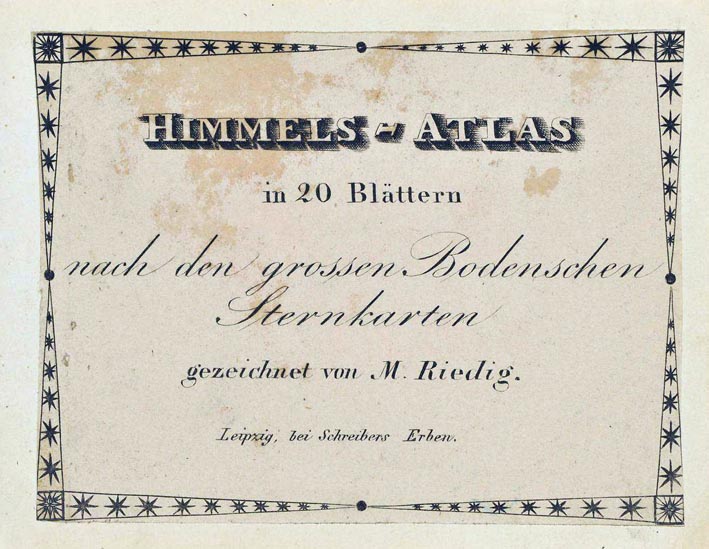 HIMMELS ~ ATLAS
in 20 Blättern
nach den grossen Bodenschen
Sternkarten
gezeichnet von M. Riedig.
Leipzig, bei Schreibers Erben.